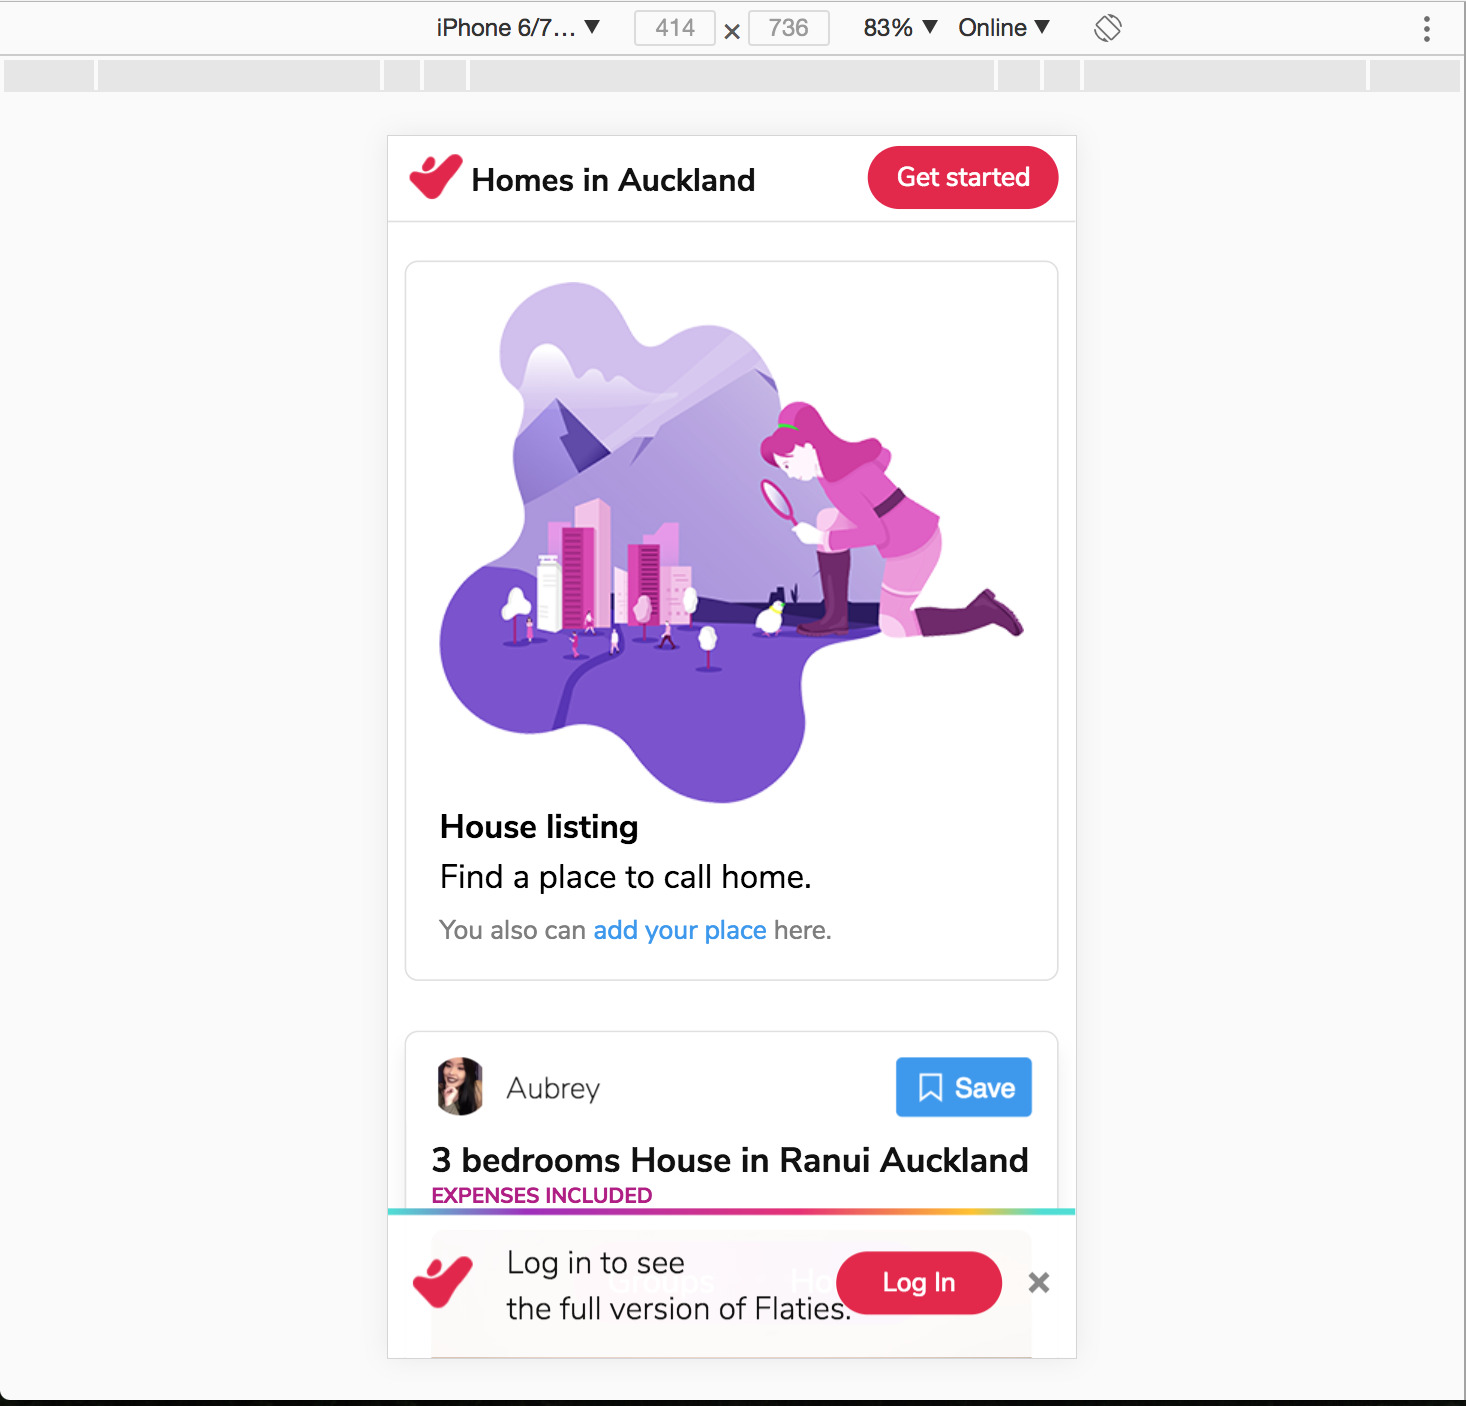 iPhone 6/7... ▼ 414 × 736 83% ▼ Online ▼
Homes in Auckland
Get started
House listing
Find a place to call home.
You also can add your place here.
Aubrey
Save
3 bedrooms House in Ranui Auckland
EXPENSES INCLUDED
Log in to see
the full version of Flaties.
Groups
Log In
×